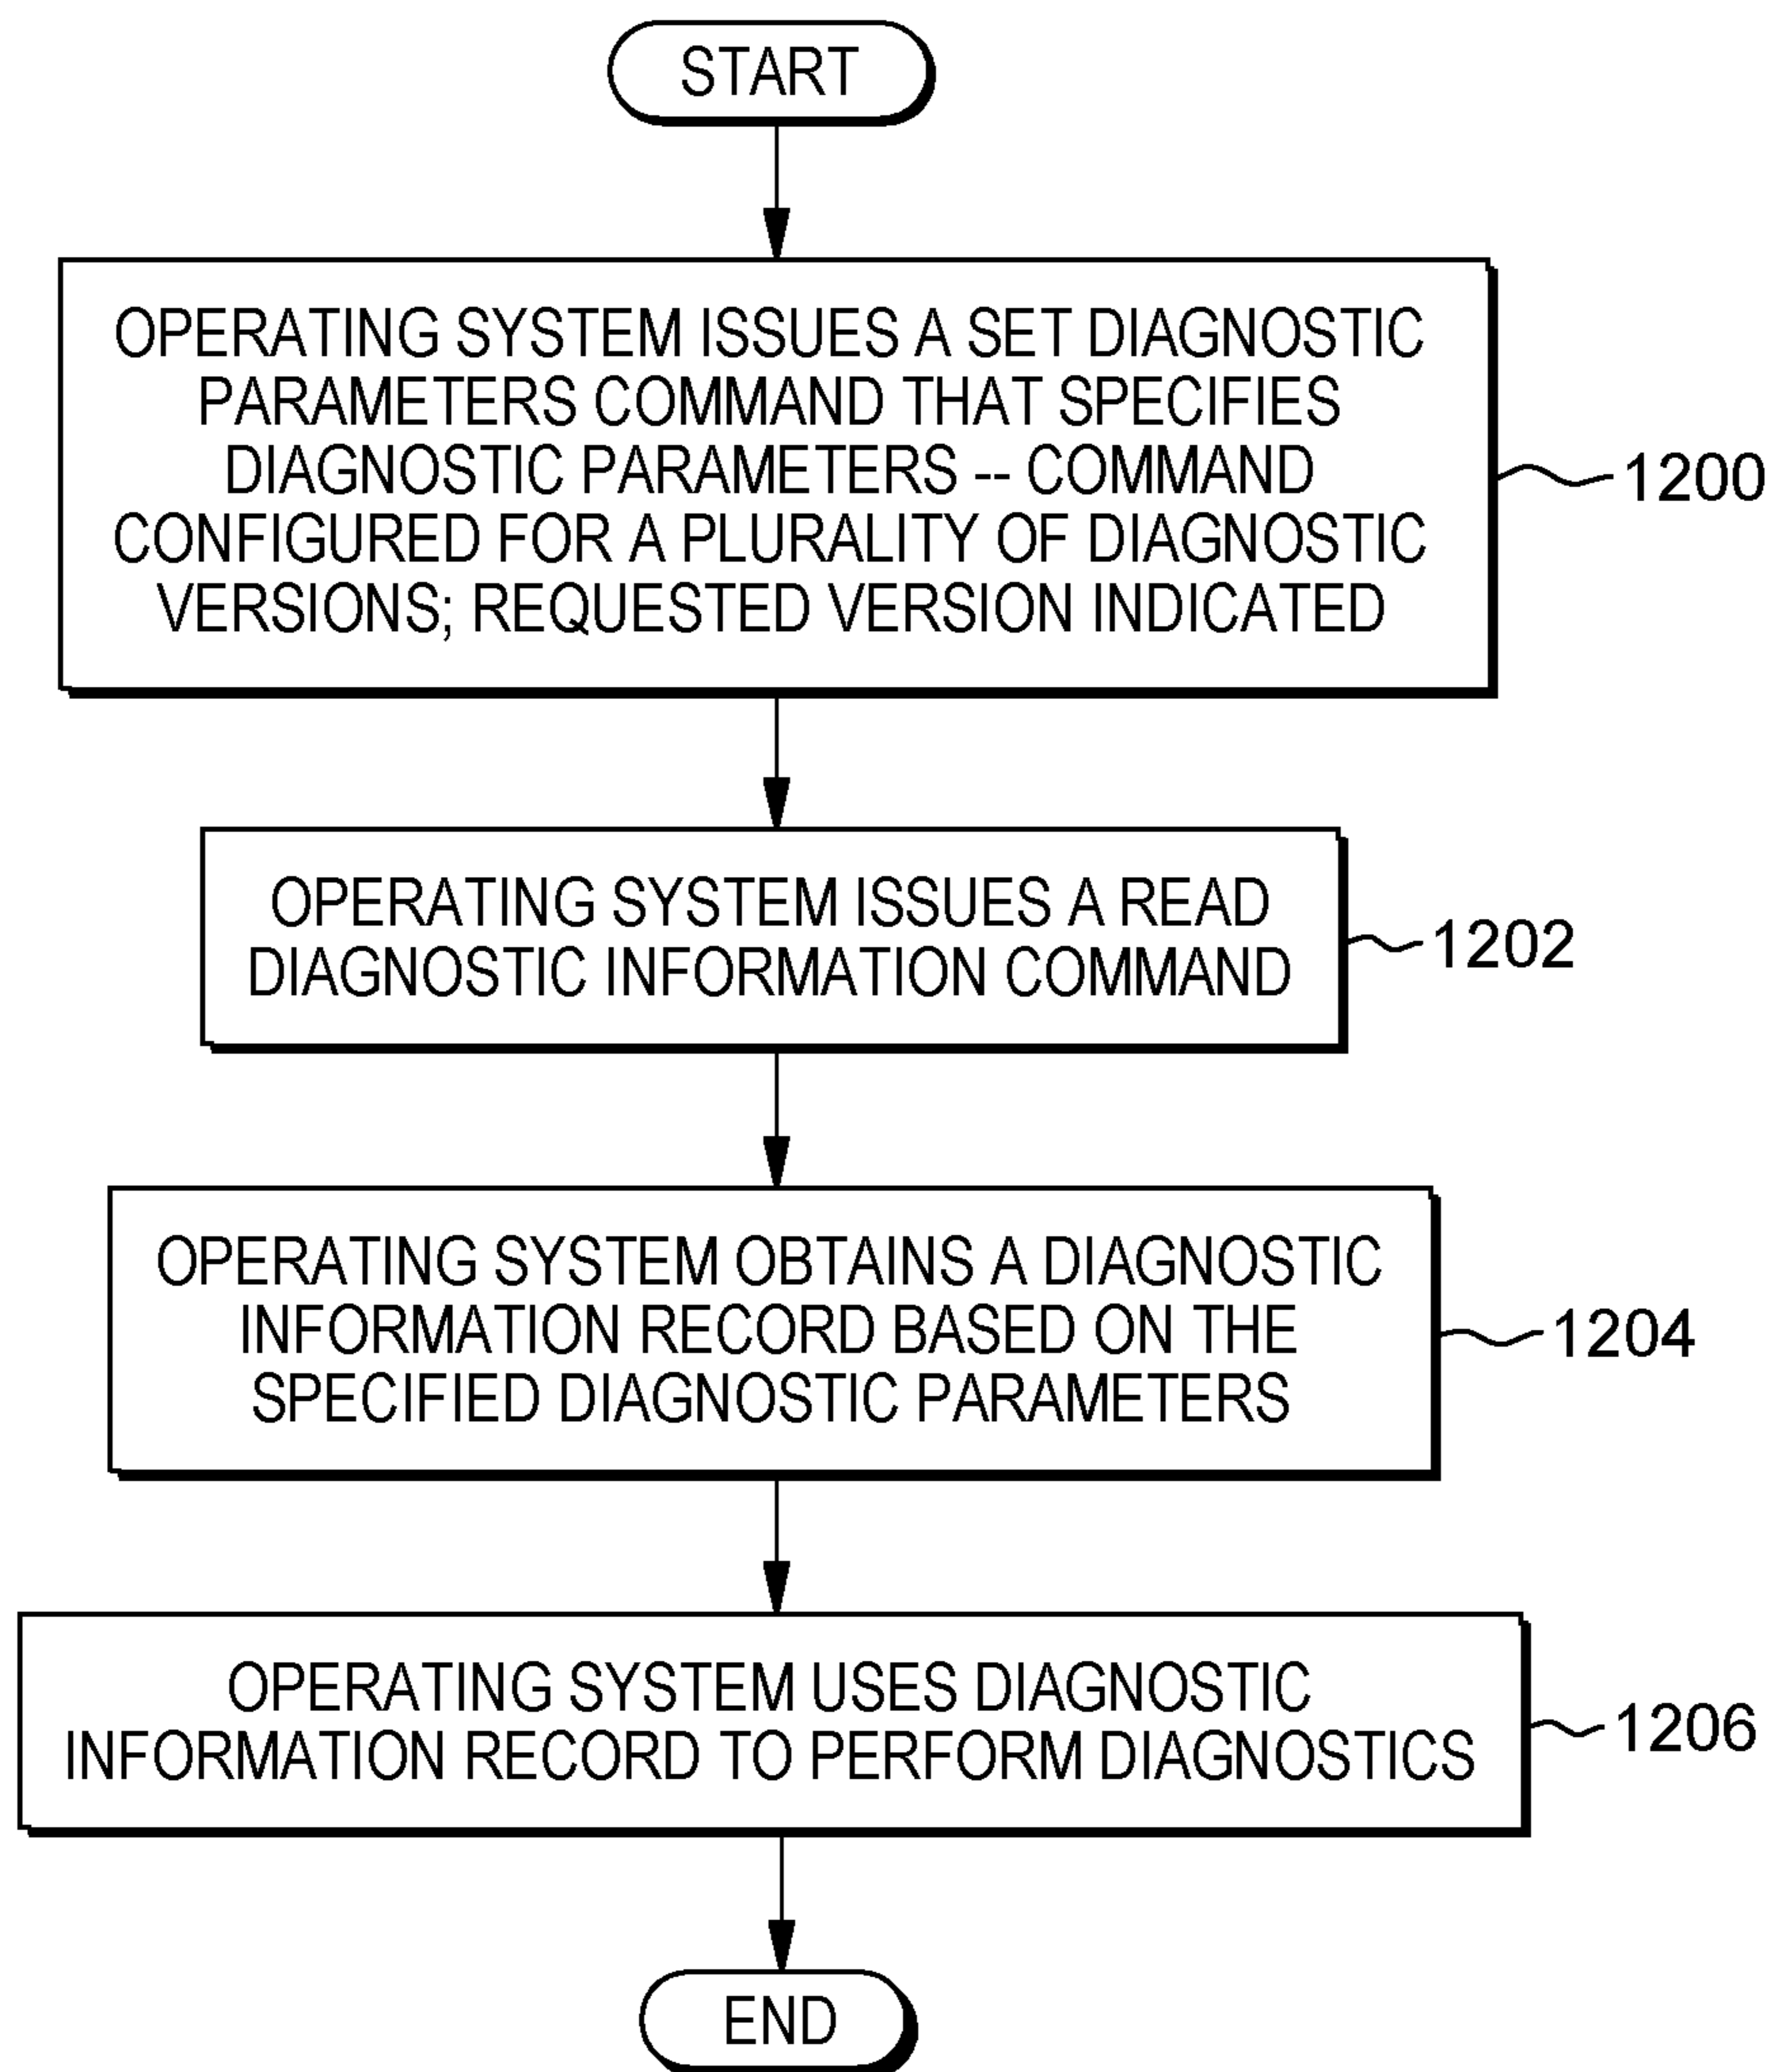 START
OPERATING SYSTEM ISSUES A SET DIAGNOSTIC
PARAMETERS COMMAND THAT SPECIFIES
DIAGNOSTIC PARAMETERS -- COMMAND
CONFIGURED FOR A PLURALITY OF DIAGNOSTIC
VERSIONS; REQUESTED VERSION INDICATED
1200
OPERATING SYSTEM ISSUES A READ
DIAGNOSTIC INFORMATION COMMAND
1202
OPERATING SYSTEM OBTAINS A DIAGNOSTIC
INFORMATION RECORD BASED ON THE
SPECIFIED DIAGNOSTIC PARAMETERS
1204
OPERATING SYSTEM USES DIAGNOSTIC
INFORMATION RECORD TO PERFORM DIAGNOSTICS
1206
END